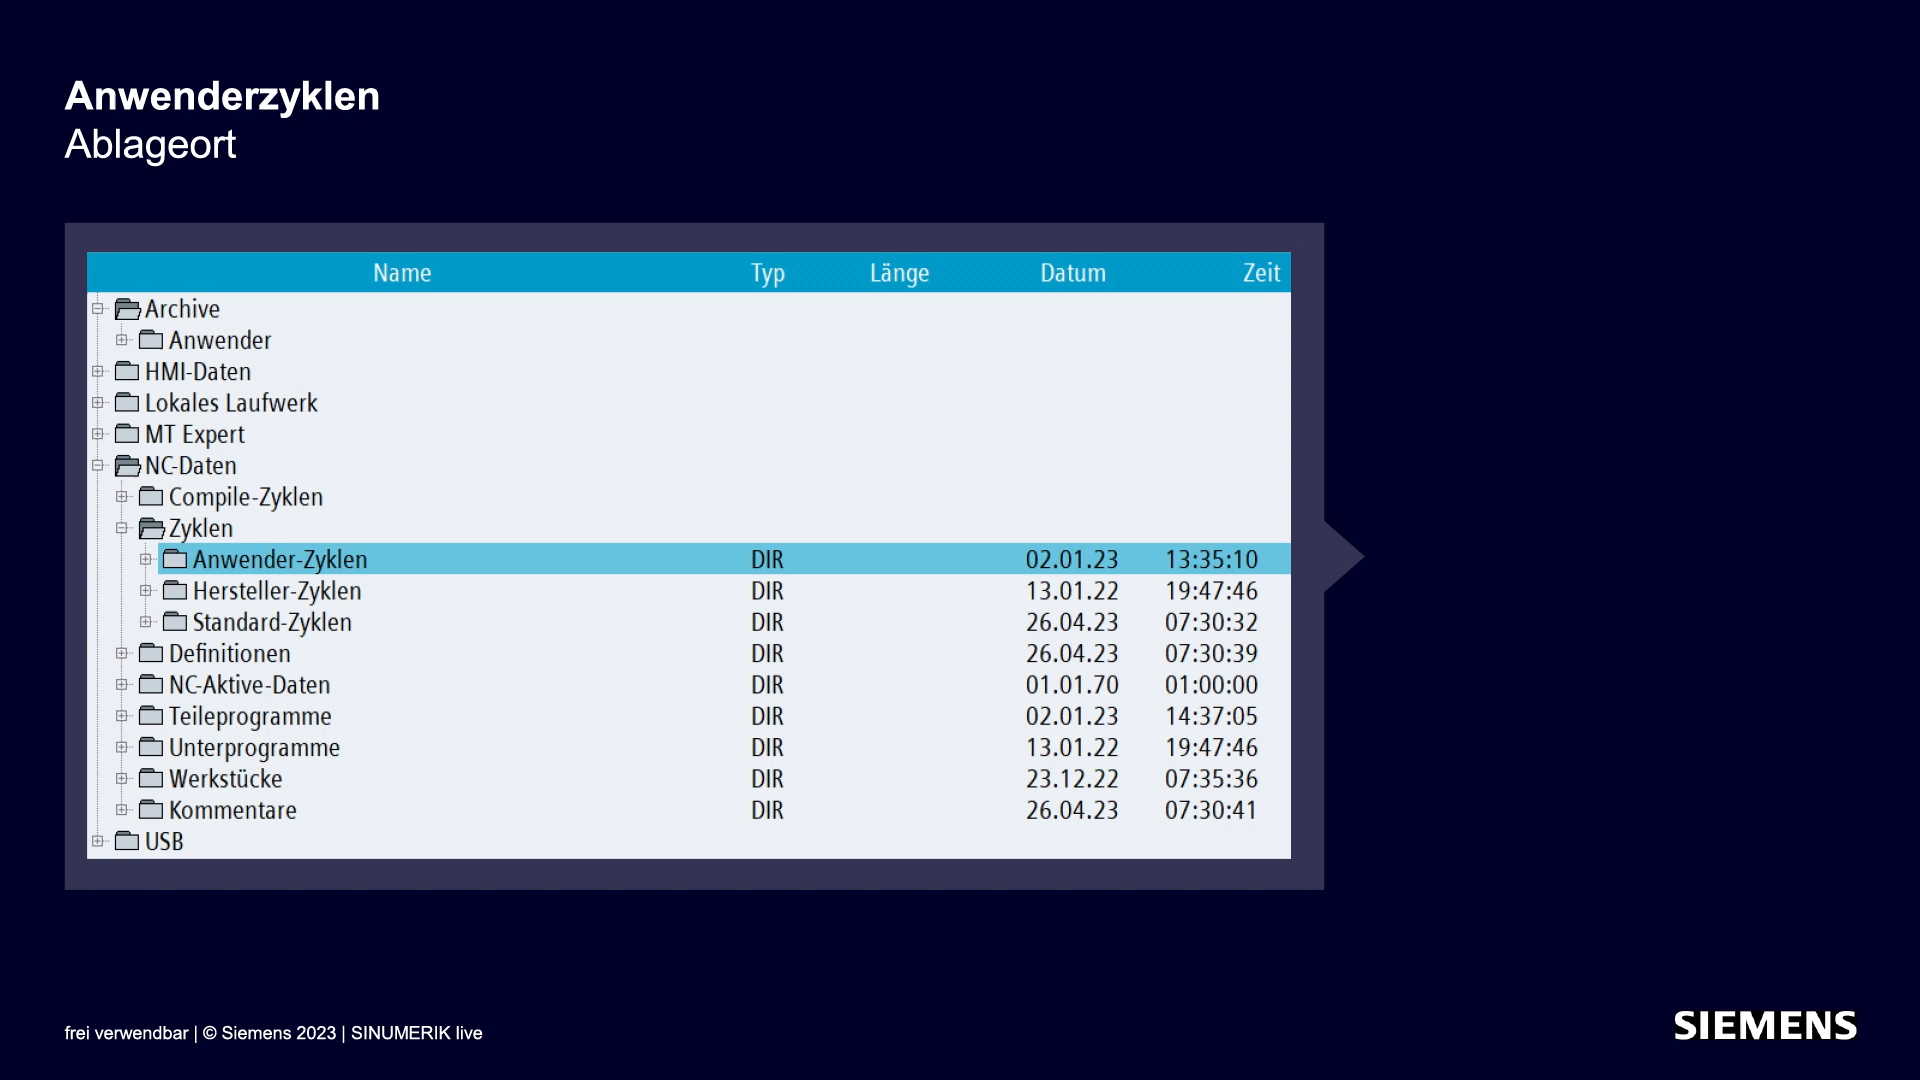 Anwenderzyklen
Ablageort
Name Typ Länge Datum Zeit
Archive
Anwender
HMI-Daten
Lokales Laufwerk
MT Expert
NC-Daten
Compile-Zyklen
Zyklen
Anwender-Zyklen DIR 02.01.23 13:35:10
Hersteller-Zyklen DIR 13.01.22 19:47:46
Standard-Zyklen DIR 26.04.23 07:30:32
Definitionen DIR 26.04.23 07:30:39
NC-Aktive-Daten DIR 01.01.70 01:00:00
Teileprogramme DIR 02.01.23 14:37:05
Unterprogramme DIR 13.01.22 19:47:46
Werkstücke DIR 23.12.22 07:35:36
Kommentare DIR 26.04.23 07:30:41
USB
frei verwendbar | © Siemens 2023 | SINUMERIK live
SIEMENS